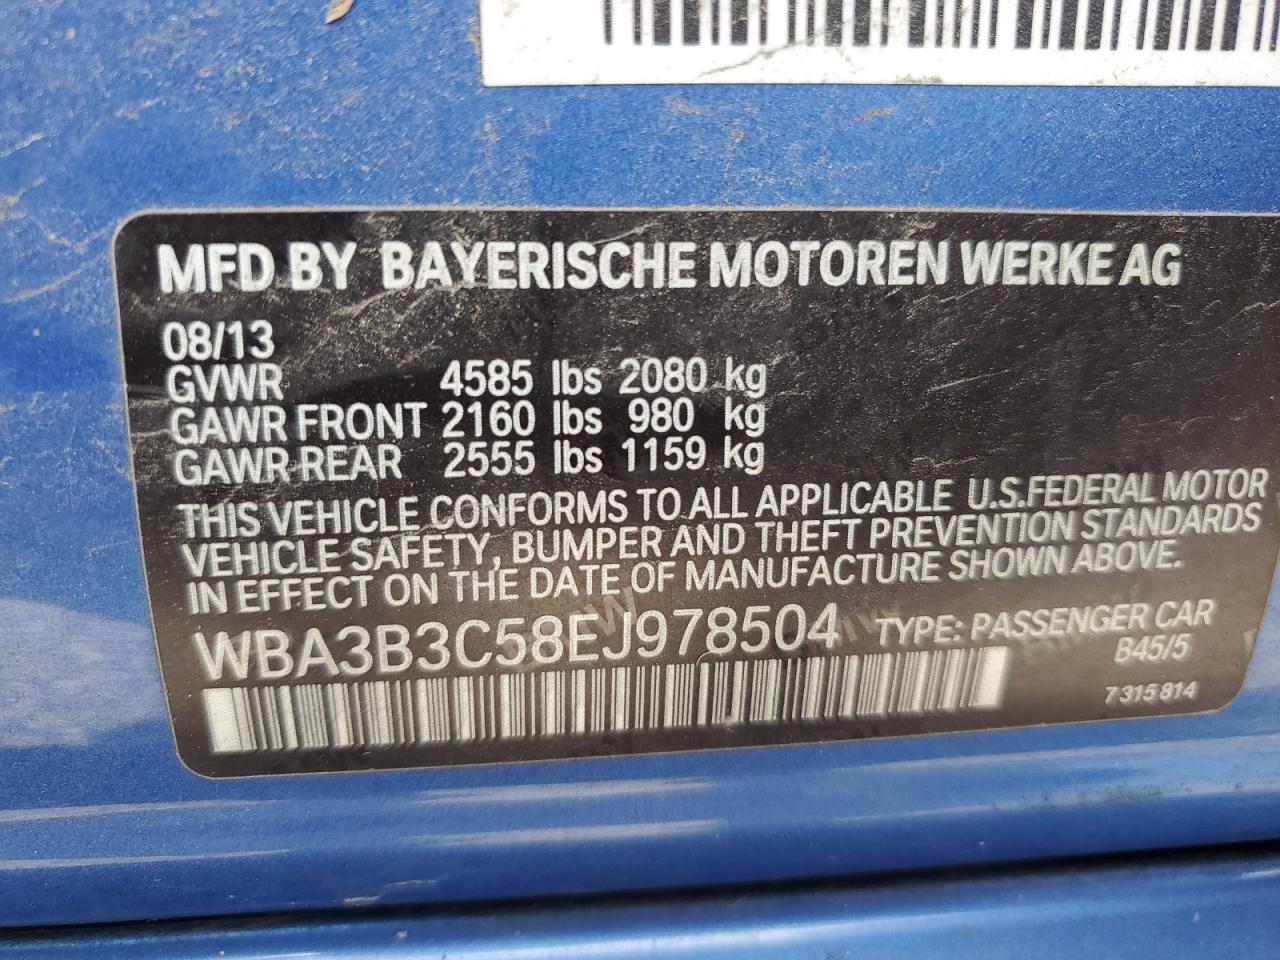 MFD BY BAYERISCHE MOTOREN WERKE AG
08/13
GVWR 4585 lbs 2080 kg
GAWR FRONT 2160 lbs 980 kg
GAWR REAR 2555 lbs 1159 kg
THIS VEHICLE CONFORMS TO ALL APPLICABLE U.S.FEDERAL MOTOR
VEHICLE SAFETY, BUMPER AND THEFT PREVENTION STANDARDS
IN EFFECT ON THE DATE OF MANUFACTURE SHOWN ABOVE.
WBA3B3C58EJ978504 TYPE: PASSENGER CAR
B45/5
7315814